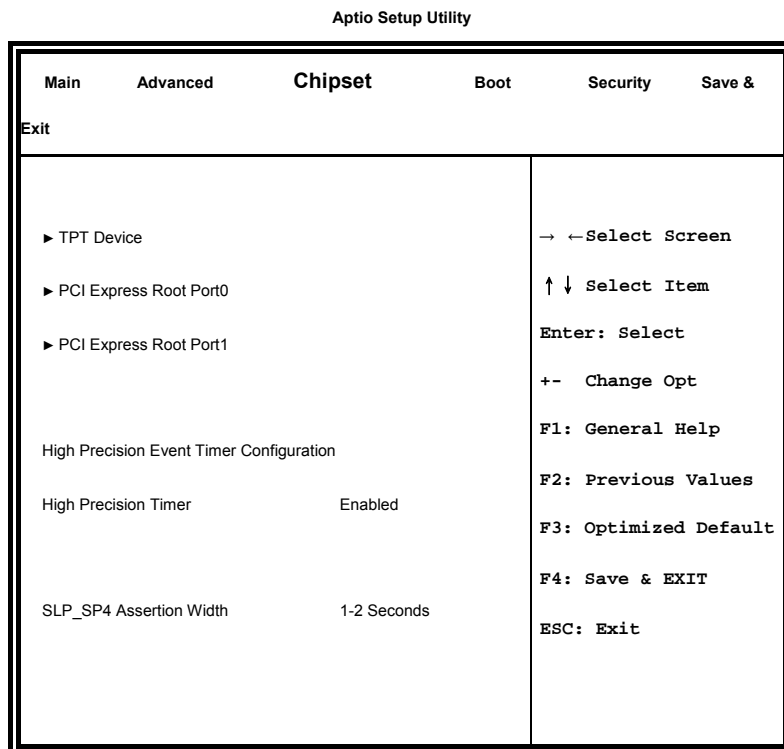 Aptio Setup Utility
Main Advanced Chipset Boot Security Save &
Exit
► TPT Device
► PCI Express Root Port0
► PCI Express Root Port1
High Precision Event Timer Configuration
High Precision Timer Enabled
SLP_SP4 Assertion Width 1-2 Seconds
→ ←Select Screen
↑↓ Select Item
Enter: Select
+- Change Opt
F1: General Help
F2: Previous Values
F3: Optimized Default
F4: Save & EXIT
ESC: Exit